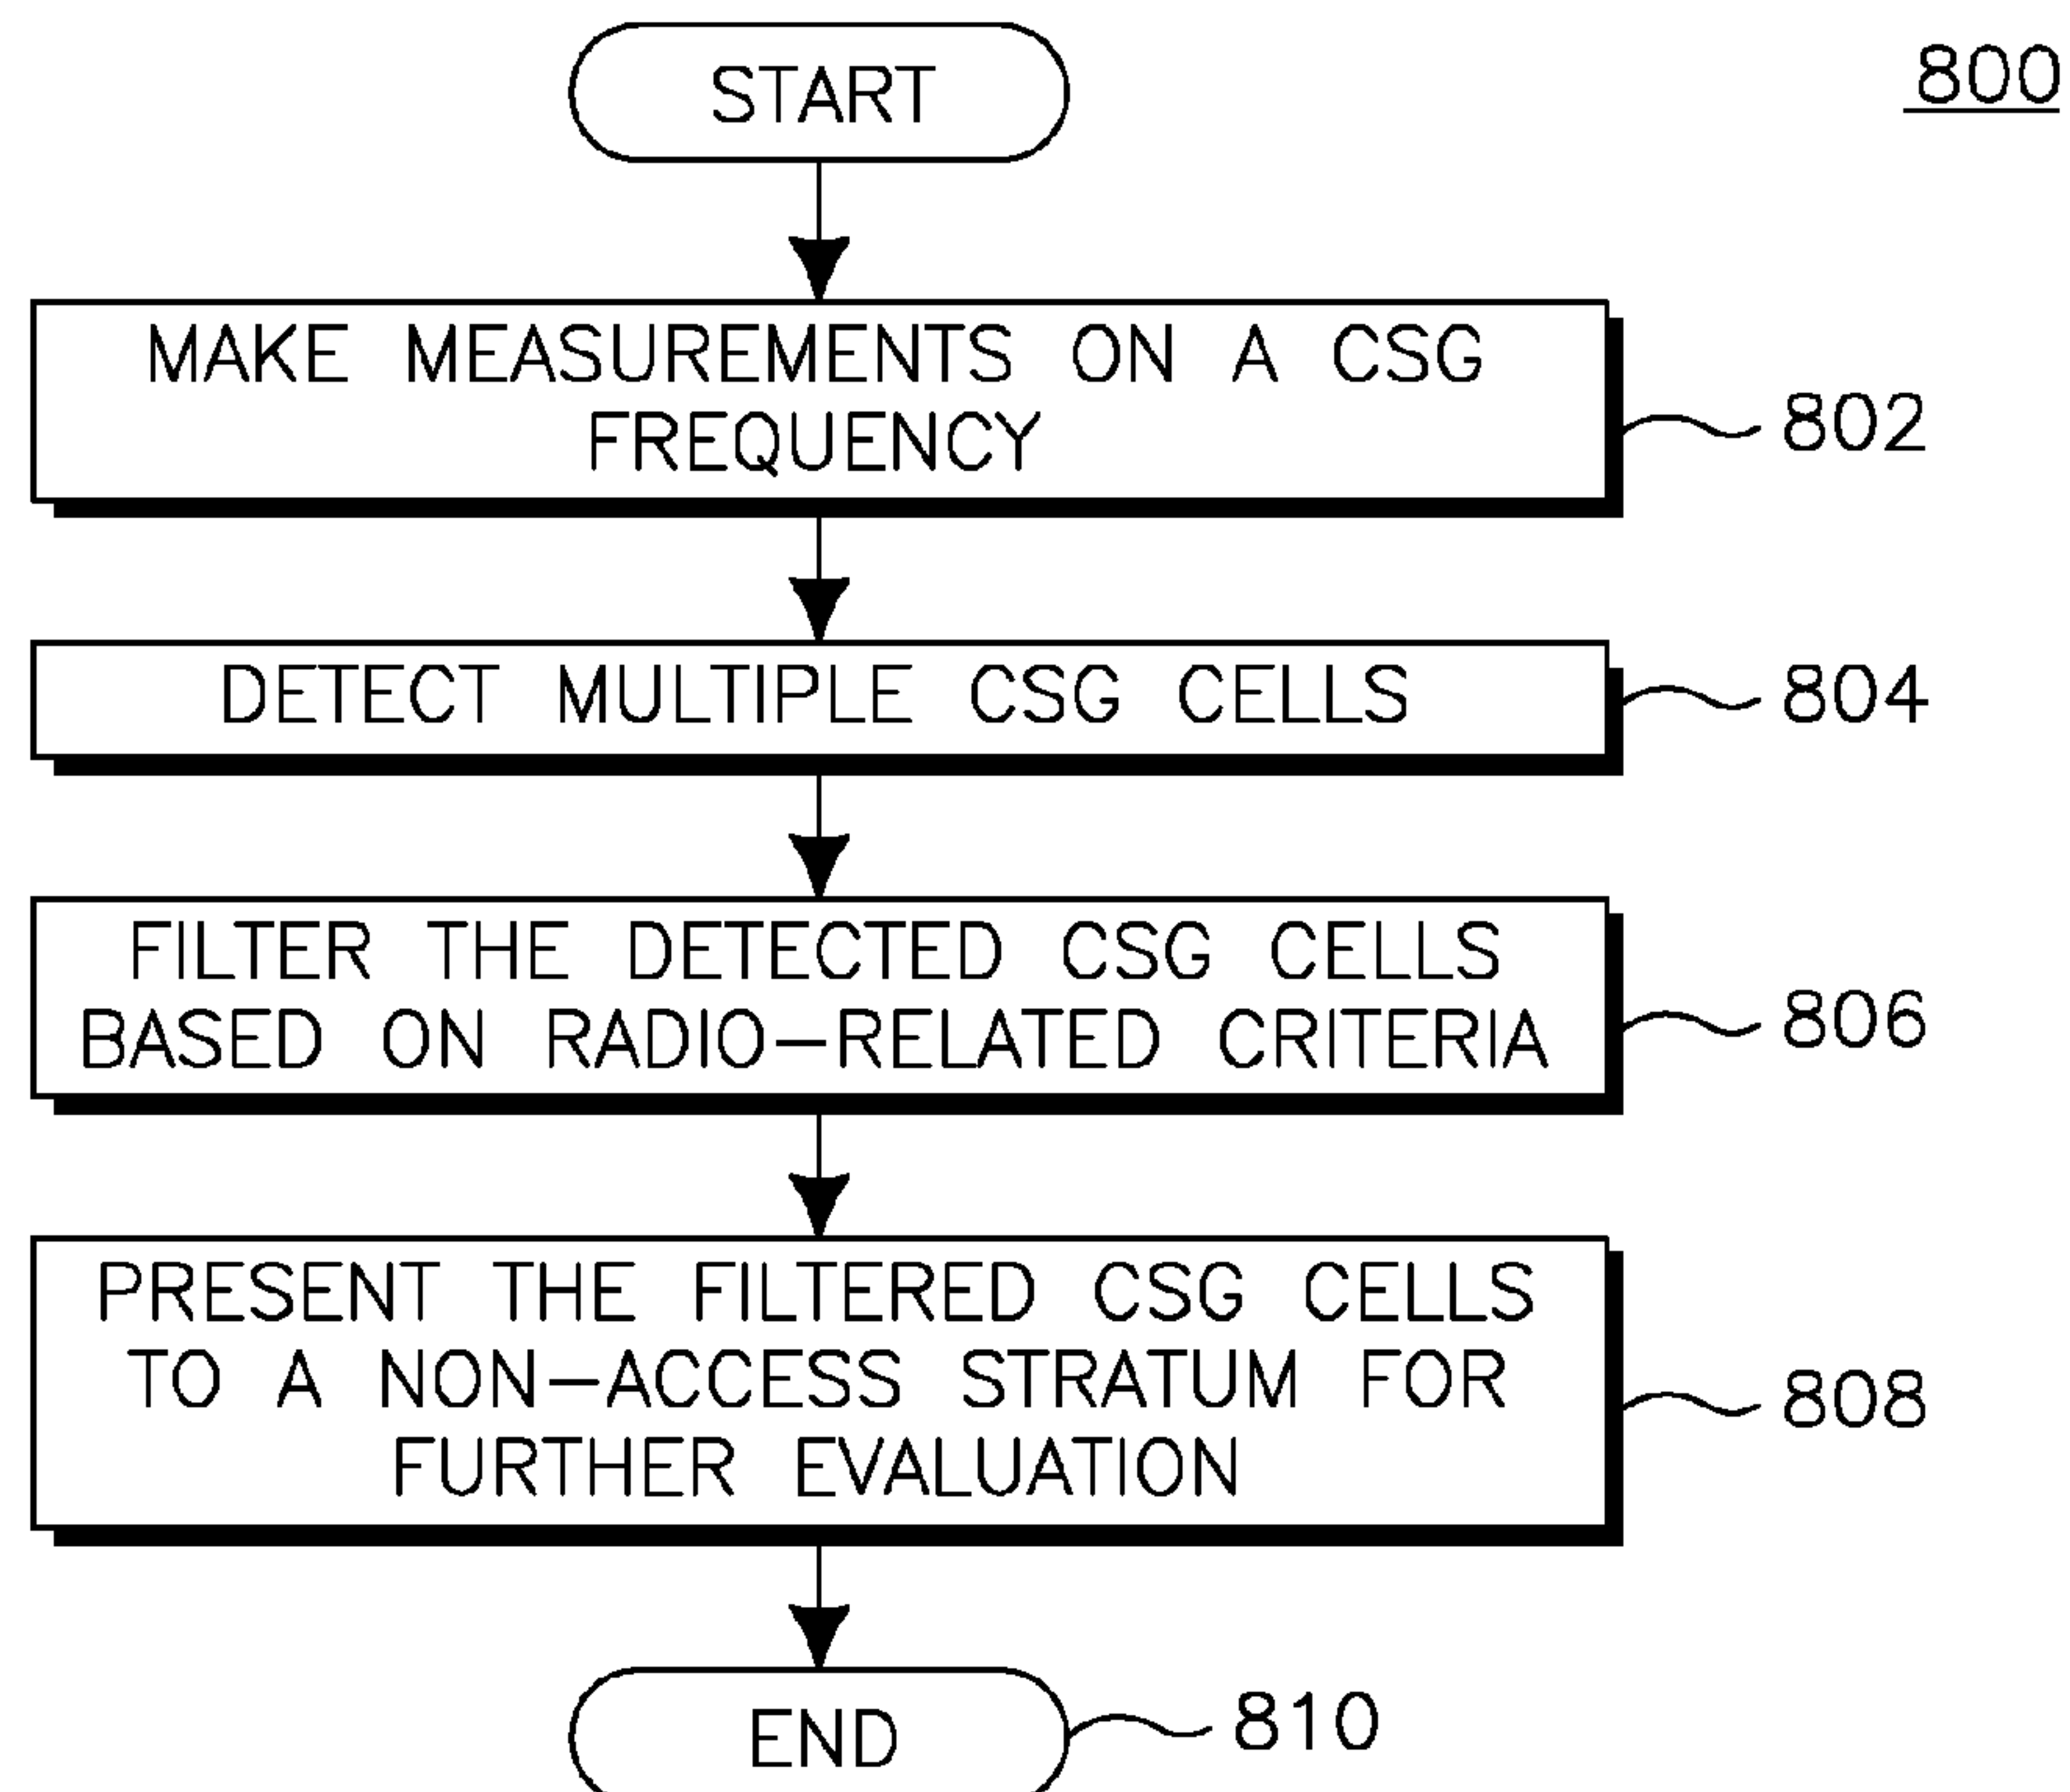 START
800
MAKE MEASUREMENTS ON A CSG
FREQUENCY
802
DETECT MULTIPLE CSG CELLS
804
FILTER THE DETECTED CSG CELLS
BASED ON RADIO-RELATED CRITERIA
806
PRESENT THE FILTERED CSG CELLS
TO A NON-ACCESS STRATUM FOR
FURTHER EVALUATION
808
END
810